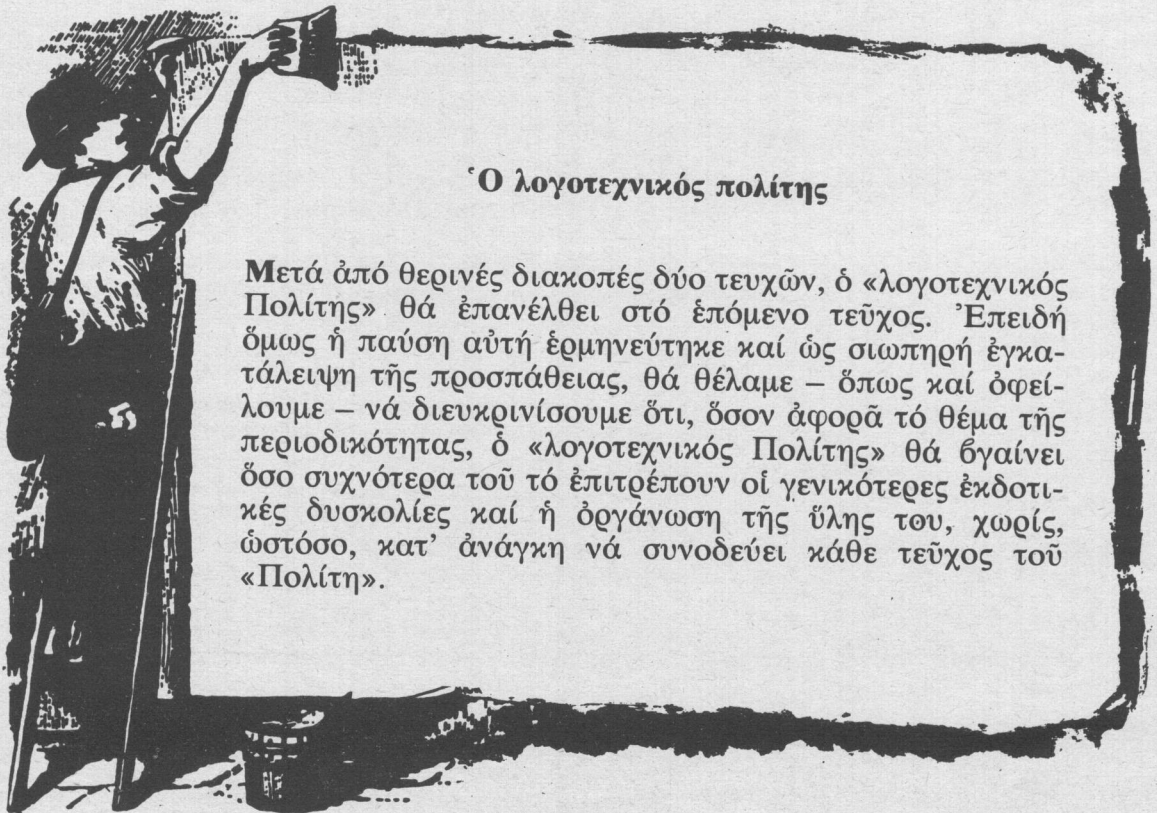 Ὁ λογοτεχνικός πολίτης
Μετά ἀπό θερινές διακοπές δύο τευχῶν, ὁ «λογοτεχνικός
Πολίτης» θά ἐπανέλθει στό ἑπόμενο τεῦχος. Ἐπειδή
ὅμως ἡ παύση αὐτή ἑρμηνεύτηκε καί ὡς σιωπηρή ἐγκα-
τάλειψη τῆς προσπάθειας, θά θέλαμε – ὅπως καί ὀφεί-
λουμε – νά διευκρινίσουμε ὅτι, ὅσον ἀφορᾶ τό θέμα τῆς
περιοδικότητας, ὁ «λογοτεχνικός Πολίτης» θά βγαίνει
ὅσο συχνότερα τοῦ τό ἐπιτρέπουν οἱ γενικότερες ἐκδοτι-
κές δυσκολίες καί ἡ ὀργάνωση τῆς ὕλης του, χωρίς,
ὡστόσο, κατ’ ἀνάγκη νά συνοδεύει κάθε τεῦχος τοῦ
«Πολίτη».